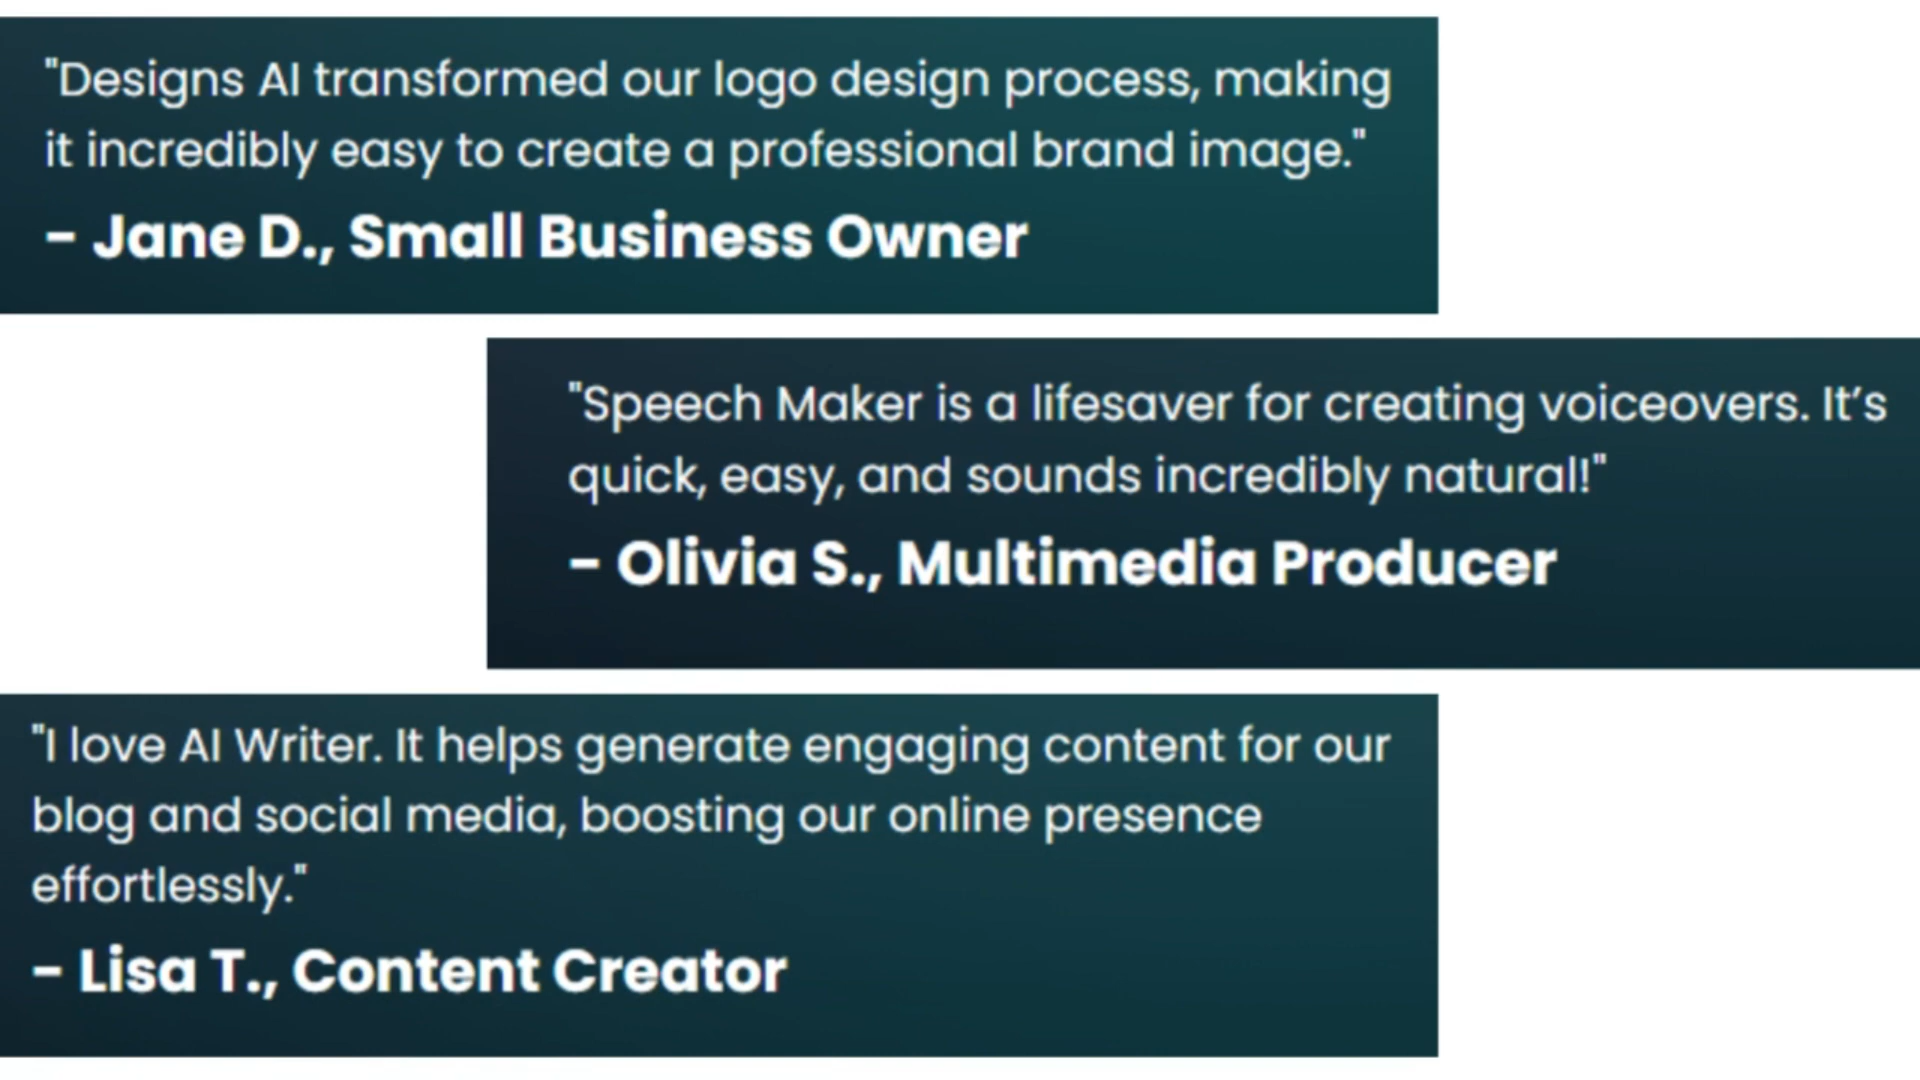 "Designs AI transformed our logo design process, making
it incredibly easy to create a professional brand image."
– Jane D., Small Business Owner
"Speech Maker is a lifesaver for creating voiceovers. It’s
quick, easy, and sounds incredibly natural!"
– Olivia S., Multimedia Producer
"I love AI Writer. It helps generate engaging content for our
blog and social media, boosting our online presence
effortlessly."
– Lisa T., Content Creator